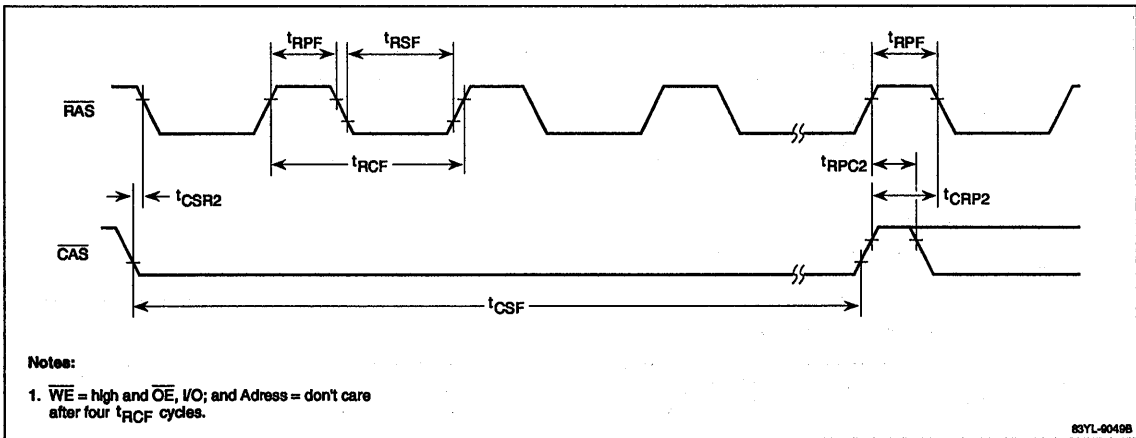 tRPF
tRSF
tRPF
RAS
tRCF
tRPC2
tCSR2
tCRP2
CAS
tCSF
Notes:
1. WE = high and OE, I/O; and Adress = don't care
after four tRCF cycles.
83YL-9049B